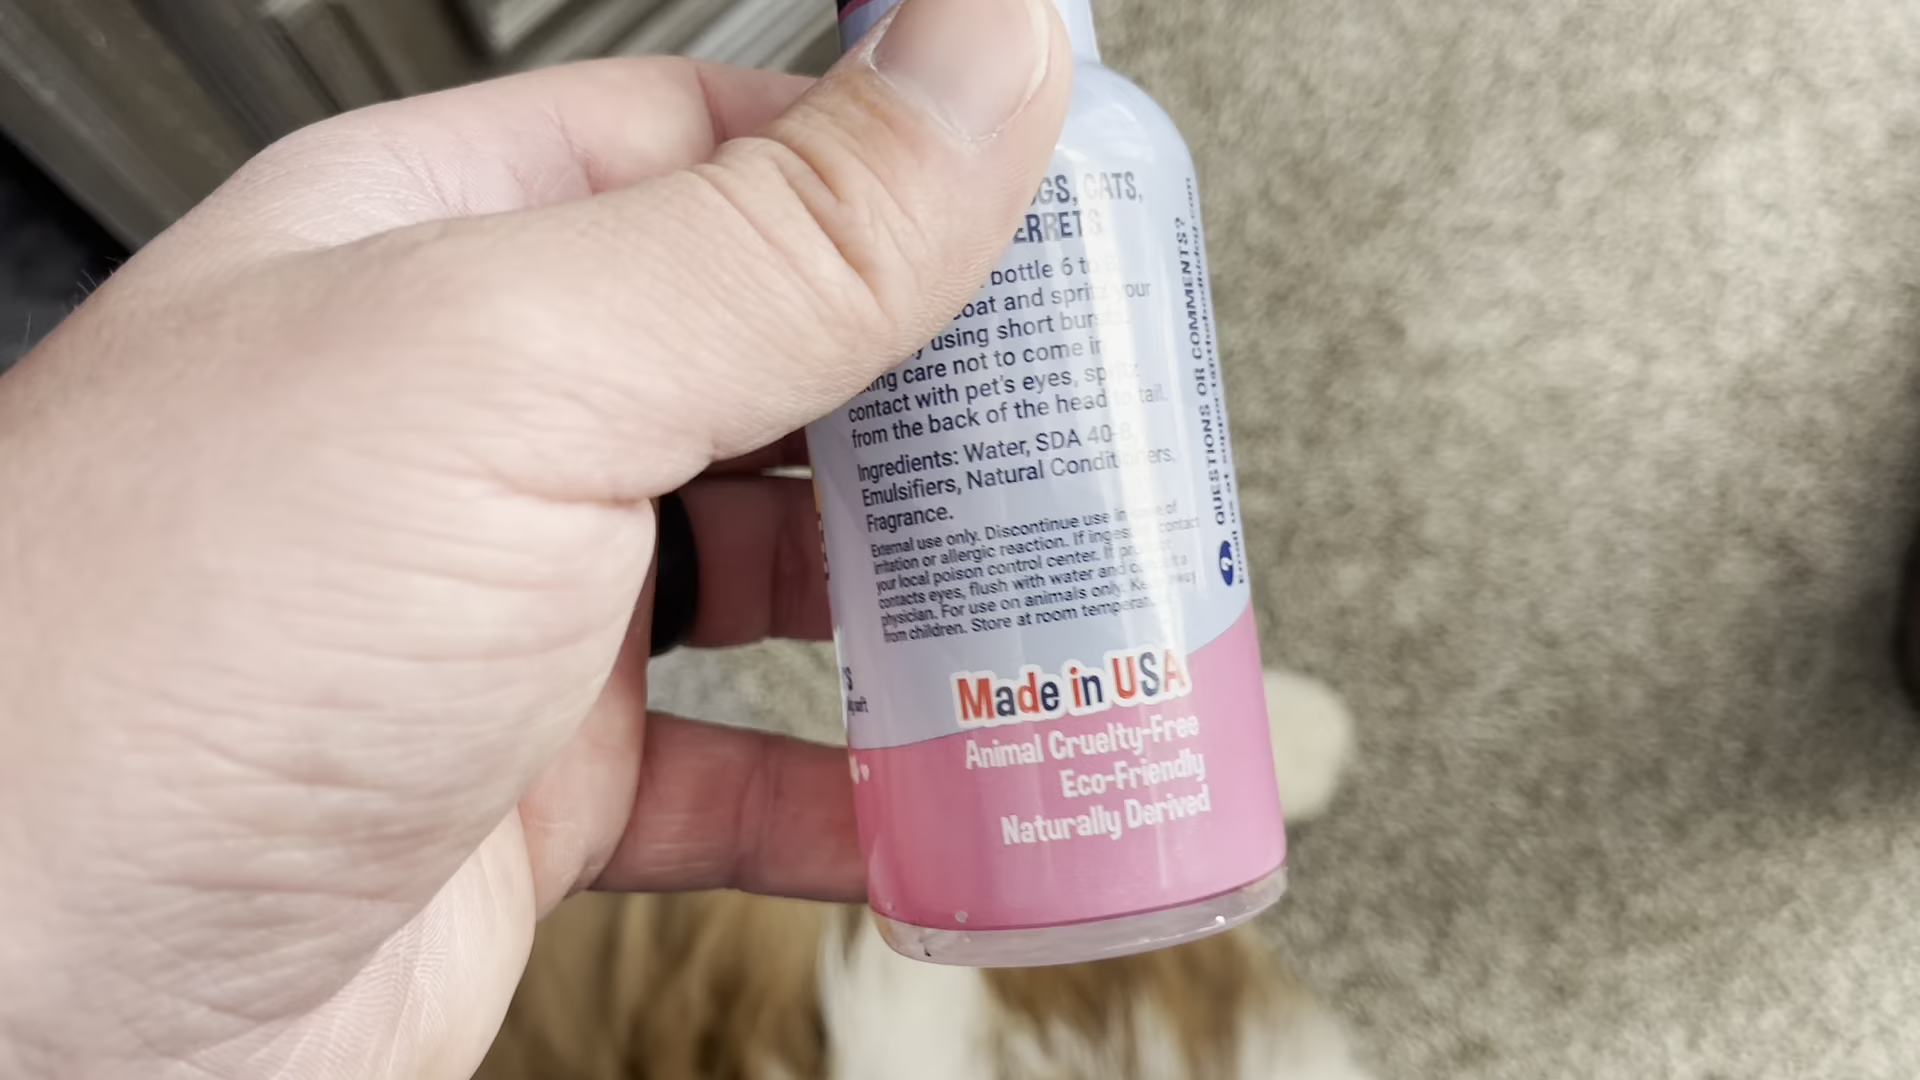 GS, CATS,
ERRETS
bottle 6 to
coat and spritz your
y using short bursts.
king care not to come in
contact with pet's eyes, spritz
from the back of the head to tail.
Ingredients: Water, SDA 40-B,
Emulsifiers, Natural Conditioners,
Fragrance.
External use only. Discontinue use in case of
irritation or allergic reaction. If ingested contact
your local poison control center. If product
contacts eyes, flush with water and consult a
physician. For use on animals only. Keep away
from children. Store at room temperature.
Made in USA
Animal Cruelty-Free
Eco-Friendly
Naturally Derived
? QUESTIONS OR COMMENTS?
Email us at